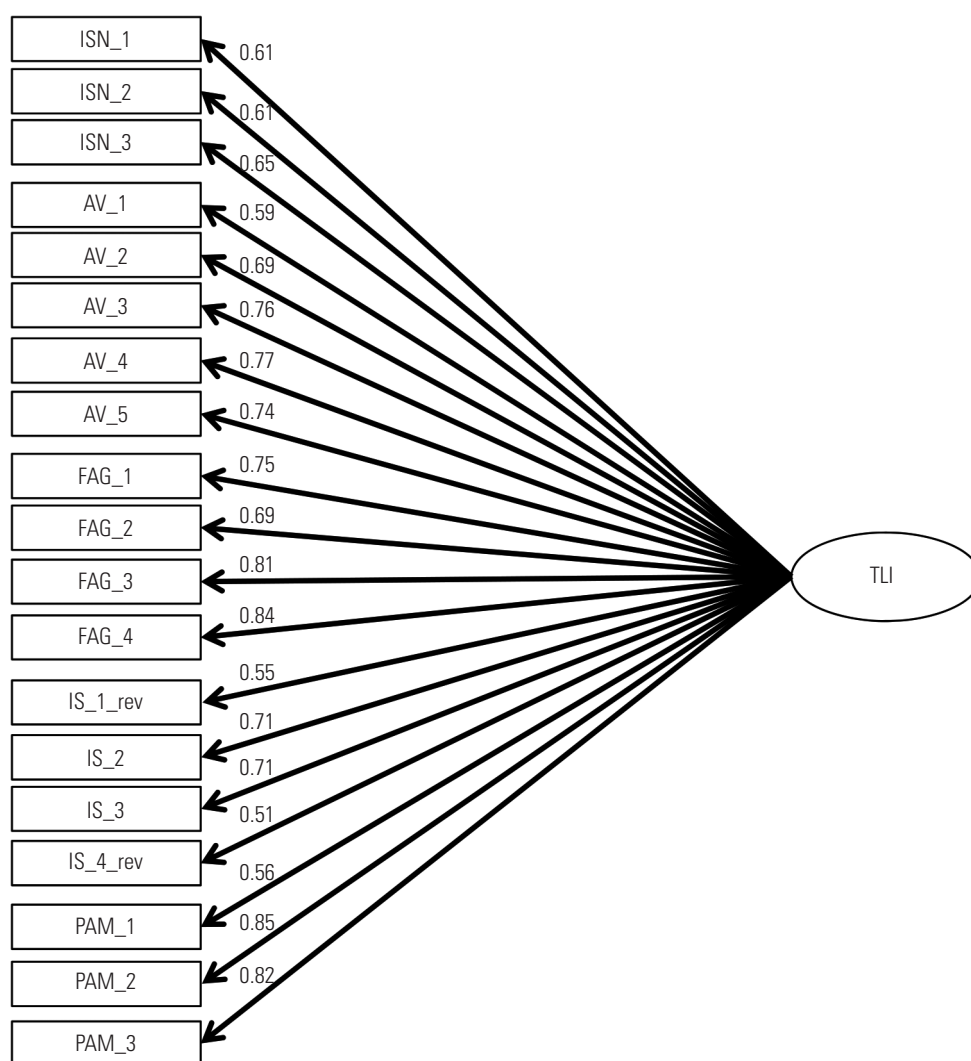 ISN_1
0.61
ISN_2
0.61
ISN_3
0.65
AV_1
0.59
AV_2
0.69
AV_3
0.76
AV_4
0.77
AV_5
0.74
FAG_1
0.75
FAG_2
0.69
FAG_3
0.81
FAG_4
0.84
IS_1_rev
0.55
IS_2
0.71
IS_3
0.71
IS_4_rev
0.51
PAM_1
0.56
PAM_2
0.85
PAM_3
0.82
TLI